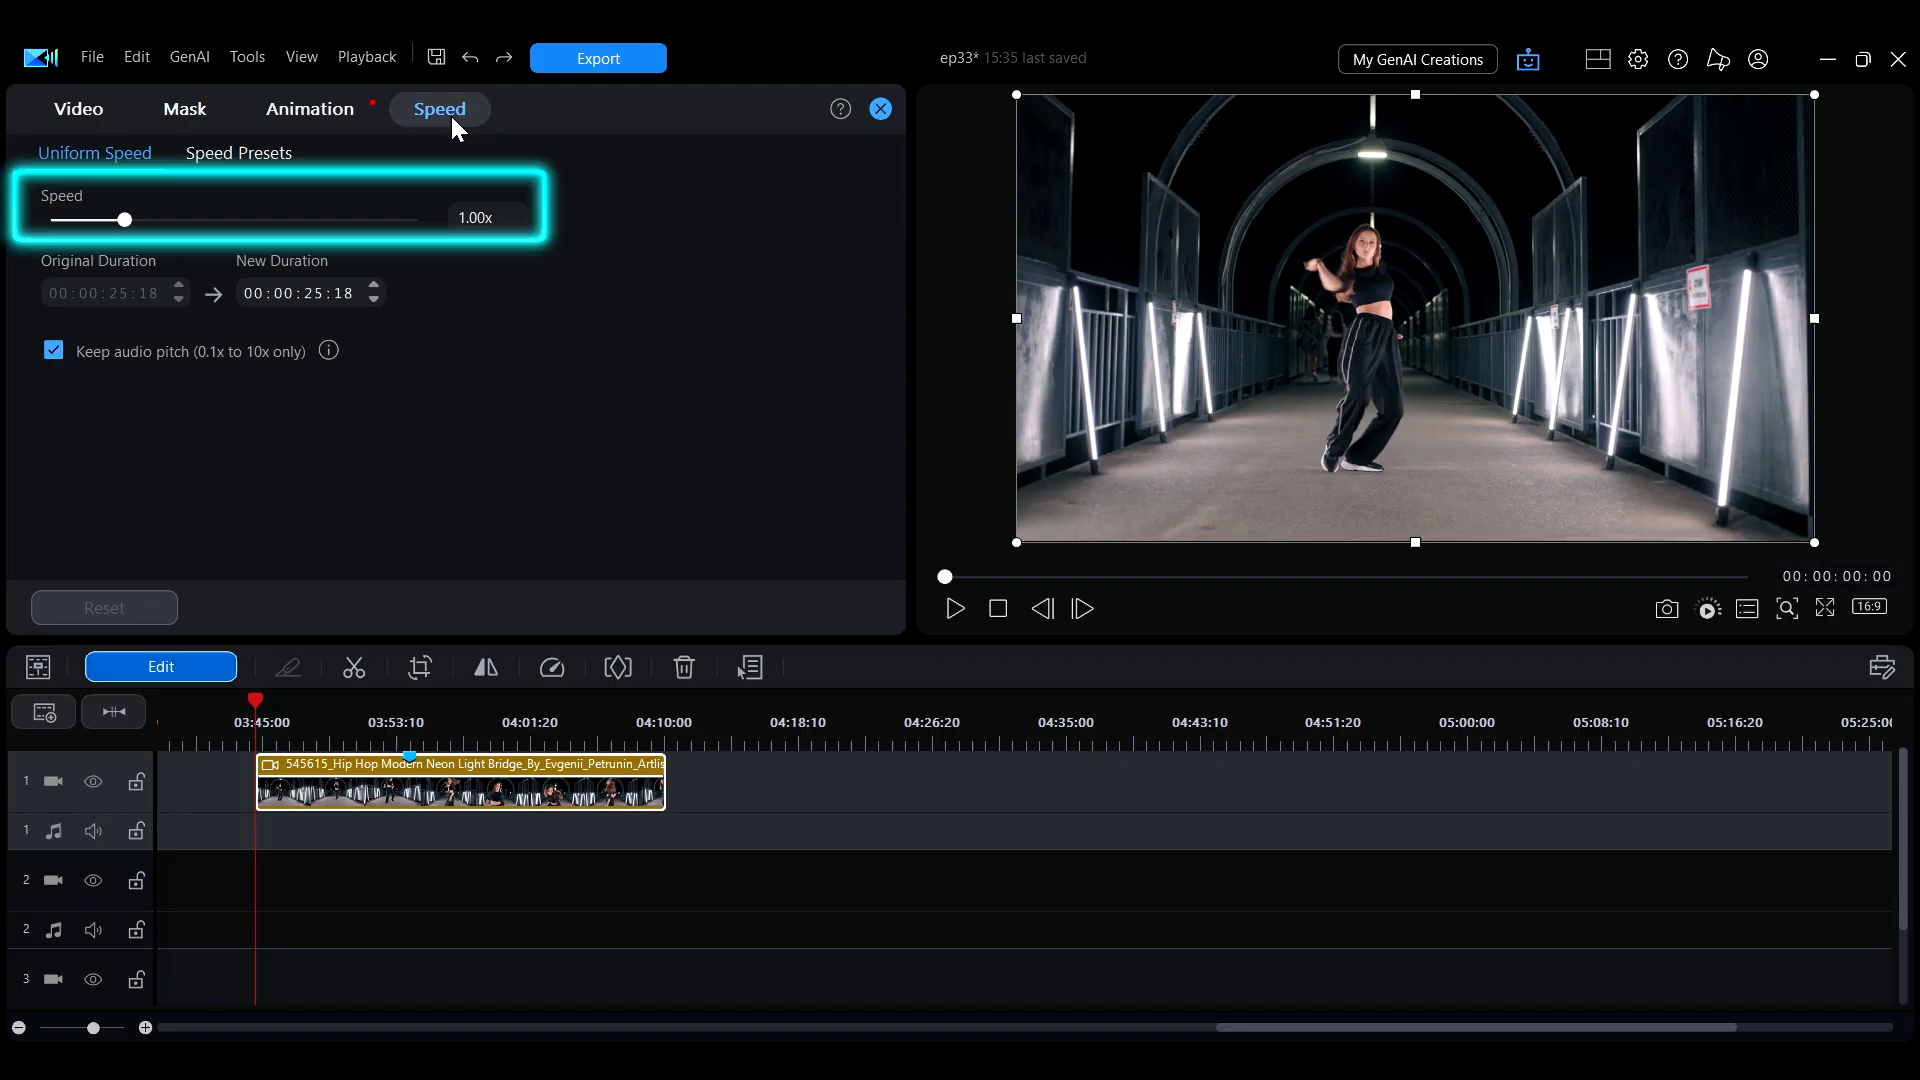 File Edit GenAI Tools View Playback Export ep33* 15:35 last saved My GenAI Creations
Video Mask Animation Speed
Uniform Speed Speed Presets
Speed
1.00x
Original Duration New Duration
00:00:25:18 00:00:25:18
Keep audio pitch (0.1x to 10x only)
00:00:00:00
Reset 16:9
Edit
03:45:00 03:53:10 04:01:20 04:10:00 04:18:10 04:26:20 04:35:00 04:43:10 04:51:20 05:00:00 05:08:10 05:16:20 05:25:00
545615_Hip Hop Modern Neon Light Bridge_By_Evgenii_Petrunin_Artlis
1
1
2
2
3